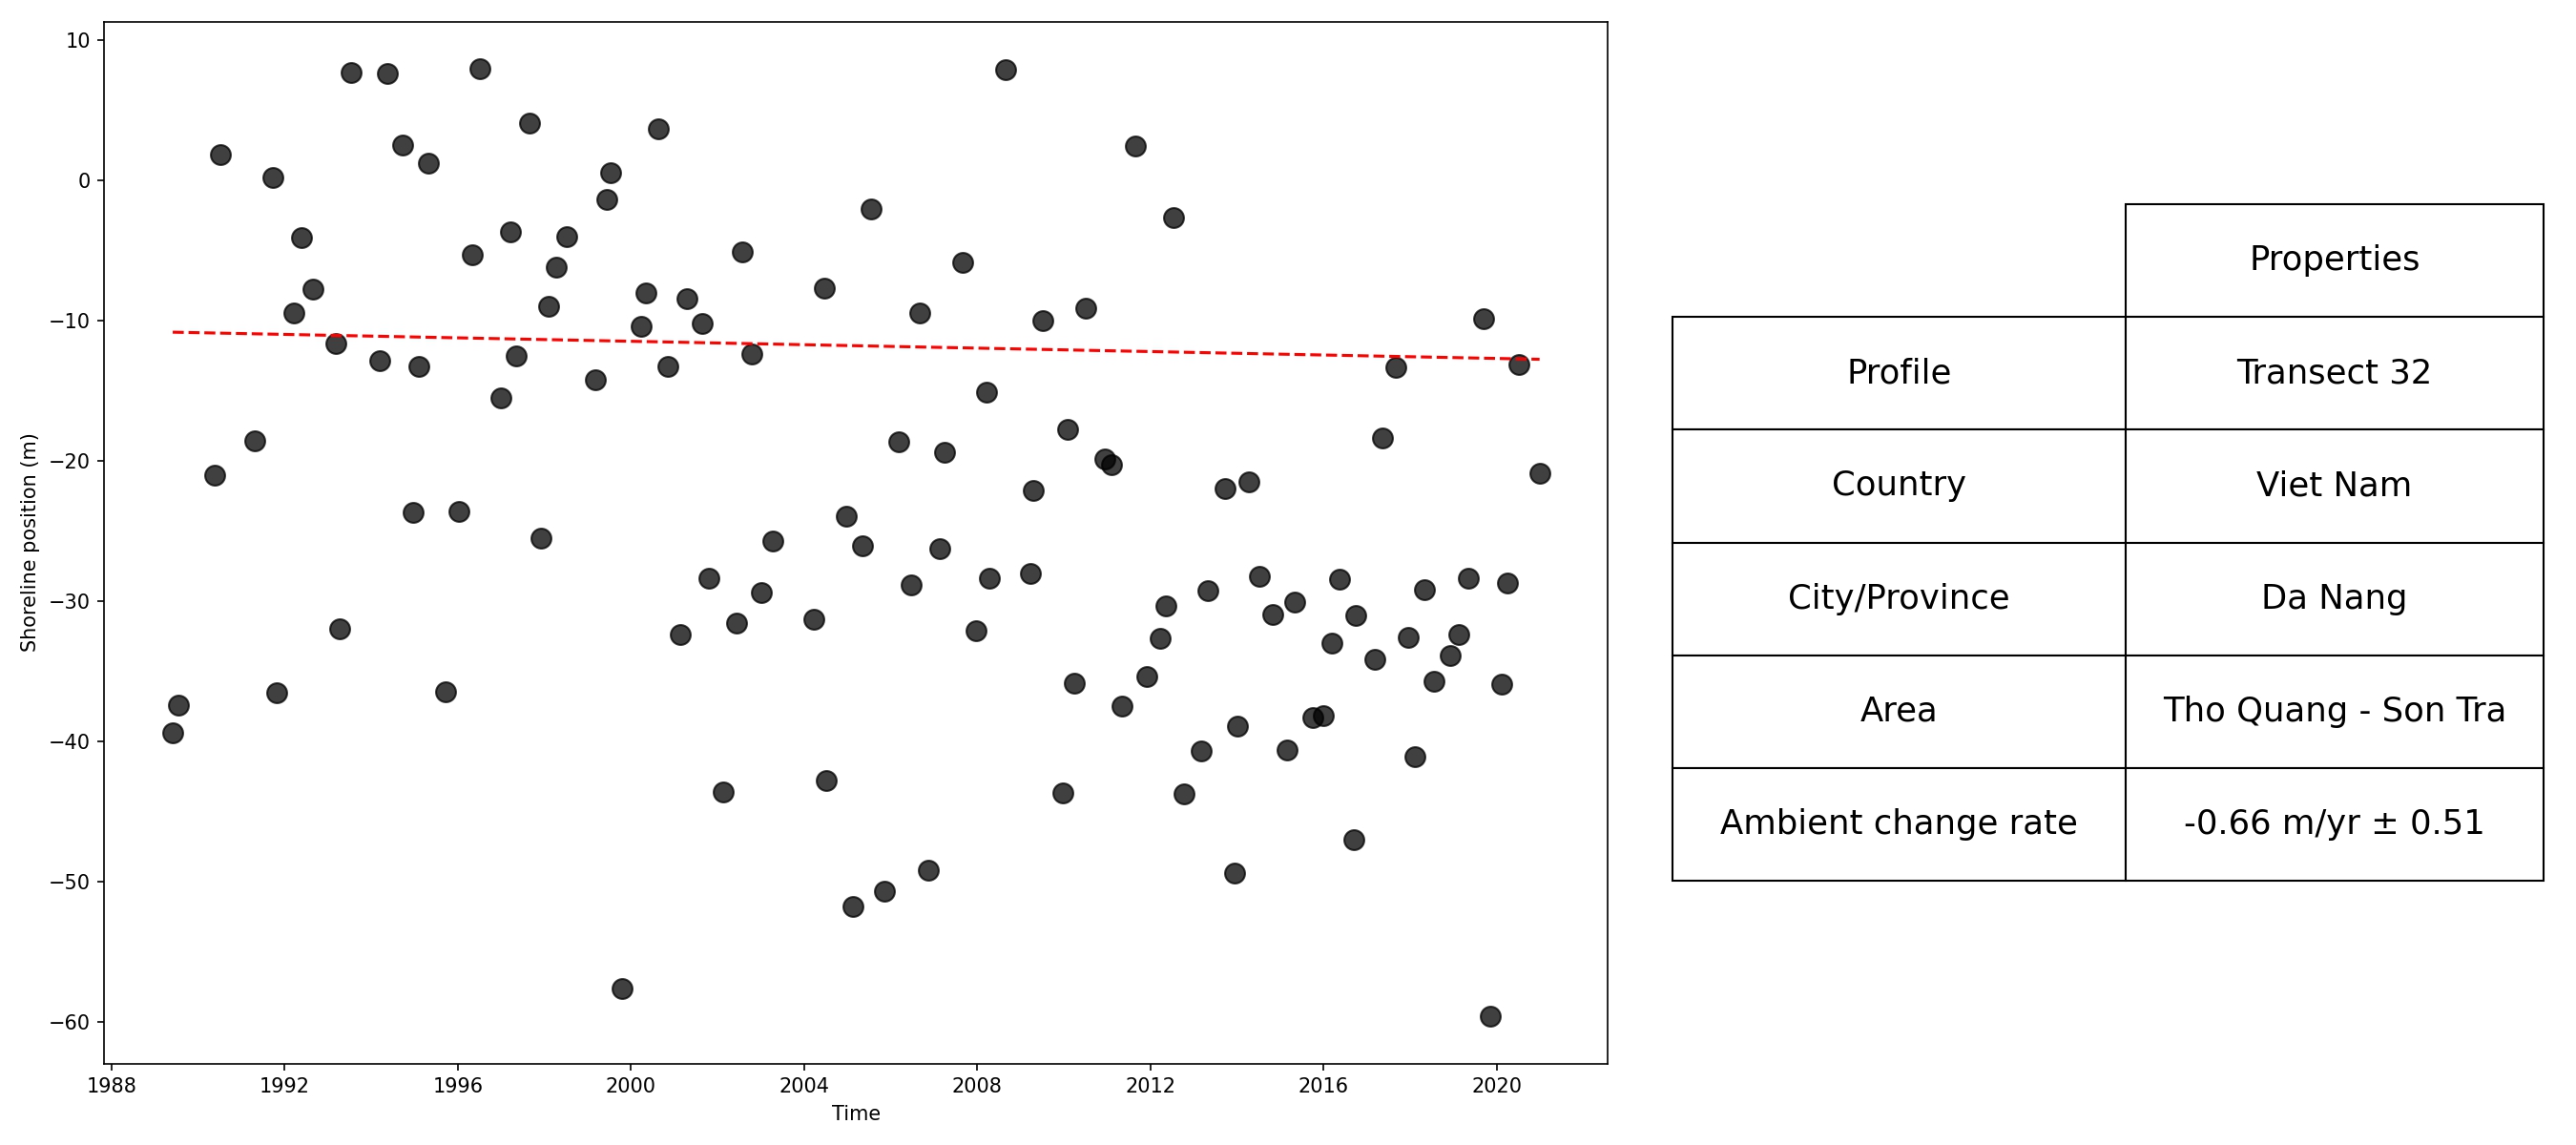 10
0
−10
−20
−30
−40
−50
−60
Shoreline position (m)
1988 1992 1996 2000 2004 2008 2012 2016 2020
Time
Properties
Profile Transect 32
Country Viet Nam
City/Province Da Nang
Area Tho Quang - Son Tra
Ambient change rate -0.66 m/yr ± 0.51